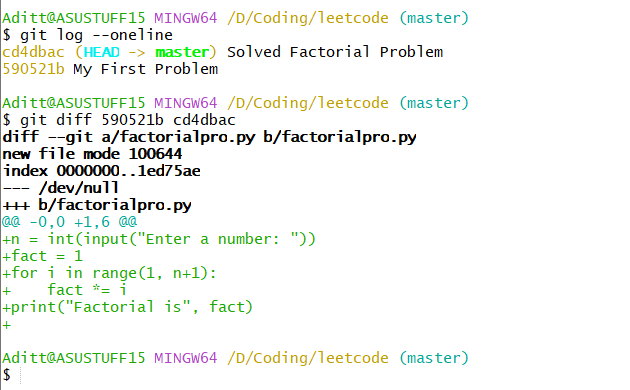 Aditt@ASUSTUFF15 MINGW64 /D/Coding/leetcode (master)
$ git log --oneline
cd4dbac (HEAD -> master) Solved Factorial Problem
590521b My First Problem
Aditt@ASUSTUFF15 MINGW64 /D/Coding/leetcode (master)
$ git diff 590521b cd4dbac
diff --git a/factorialpro.py b/factorialpro.py
new file mode 100644
index 0000000..1ed75ae
--- /dev/null
+++ b/factorialpro.py
@@ -0,0 +1,6 @@
+n = int(input("Enter a number: "))
+fact = 1
+for i in range(1, n+1):
+    fact *= i
+print("Factorial is", fact)
+
Aditt@ASUSTUFF15 MINGW64 /D/Coding/leetcode (master)
$